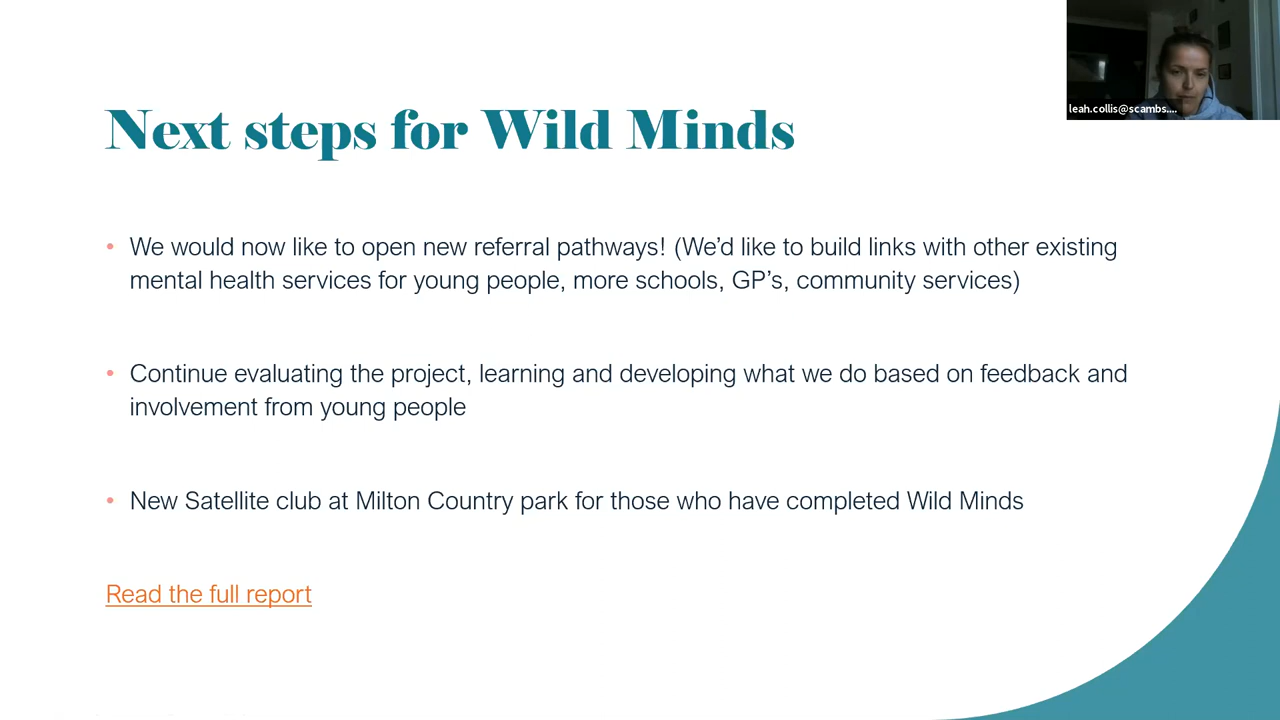 leah.collis@scambs....
Next steps for Wild Minds
• We would now like to open new referral pathways! (We’d like to build links with other existing
mental health services for young people, more schools, GP’s, community services)
• Continue evaluating the project, learning and developing what we do based on feedback and
involvement from young people
• New Satellite club at Milton Country park for those who have completed Wild Minds
Read the full report